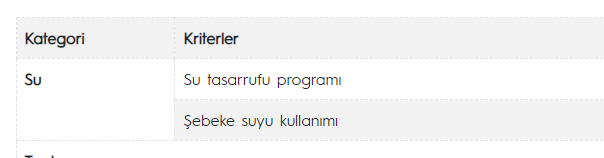 Kategori Kriterler
Su Su tasarrufu programı
Şebeke suyu kullanımı